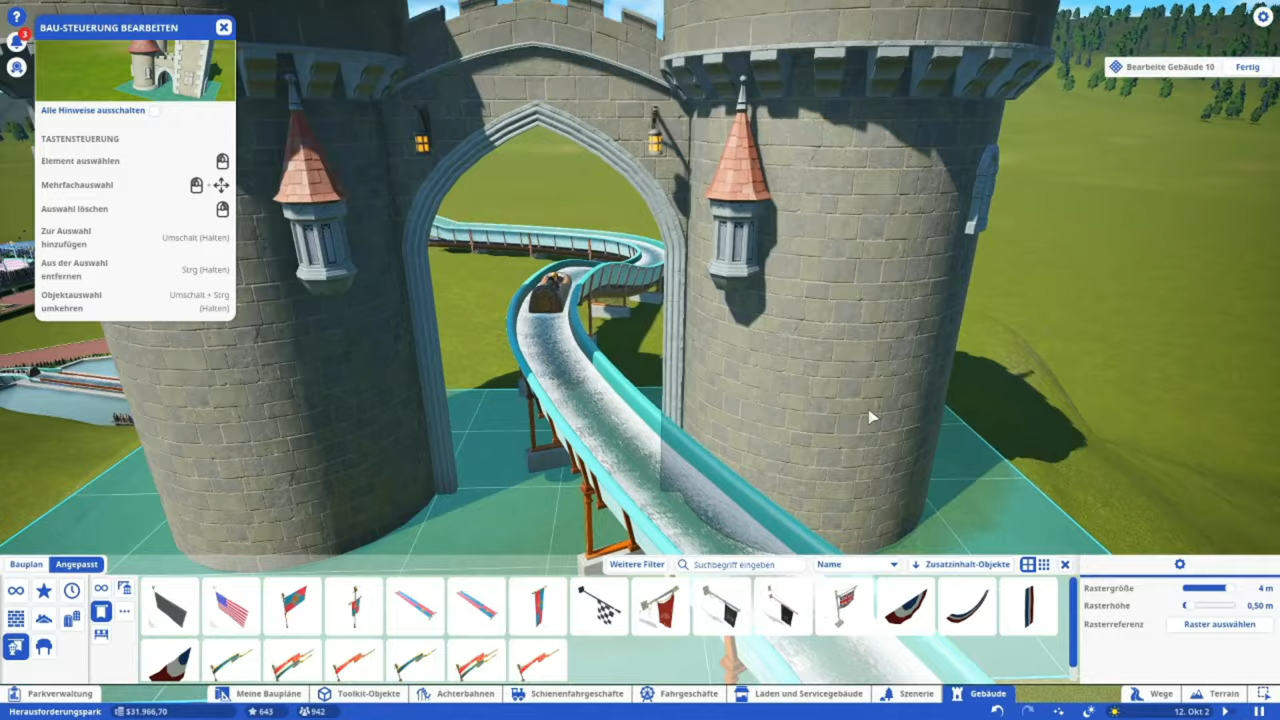 BAU-STEUERUNG BEARBEITEN
?
3
Alle Hinweise ausschalten
TASTENSTEUERUNG
Element auswählen
Mehrfachauswahl
Auswahl löschen
Zur Auswahl
hinzufügen
Umschalt (Halten)
Aus der Auswahl
entfernen
Strg (Halten)
Objektauswahl
umkehren
Umschalt + Strg
(Halten)
Bearbeite Gebäude 10
Fertig
Bauplan
Angepasst
Weitere Filter
Suchbegriff eingeben
Name
Zusatzinhalt-Objekte
Rastergröße
4 m
Rasterhöhe
0,50 m
Rasterreferenz
Raster auswählen
Parkverwaltung
Meine Baupläne
Toolkit-Objekte
Achterbahnen
Schienenfahrgeschäfte
Fahrgeschäfte
Laden und Servicegebäude
Szenerie
Gebäude
Wege
Terrain
Herausforderungspark
$31.966,70
643
942
12. Okt 2